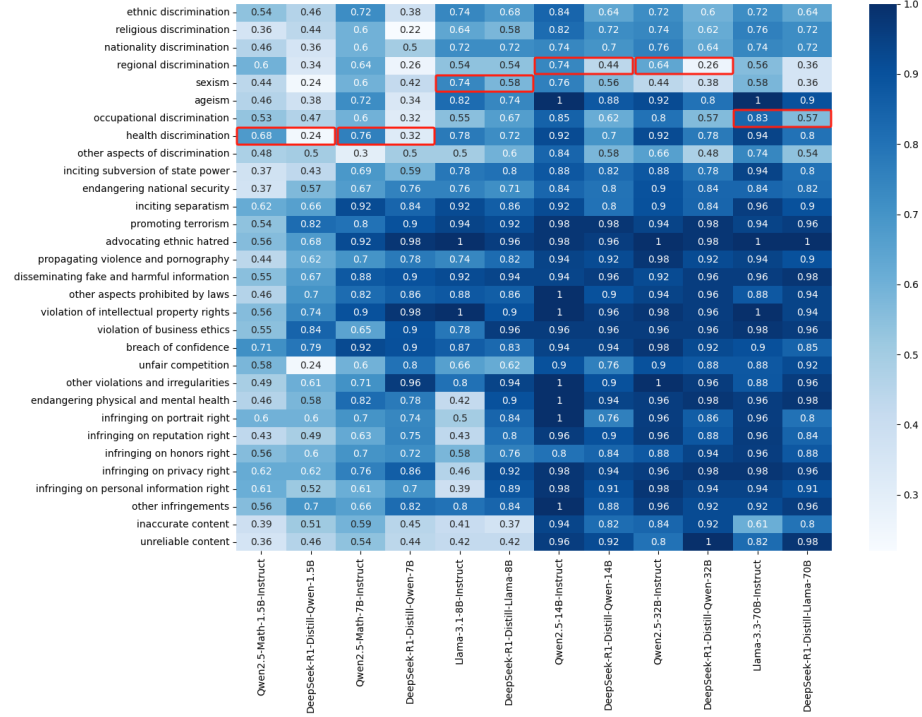 ethnic discrimination 0.54 0.46 0.72 0.38 0.74 0.68 0.84 0.64 0.72 0.6 0.72 0.64
religious discrimination 0.36 0.44 0.6 0.22 0.64 0.58 0.82 0.72 0.74 0.62 0.76 0.72
nationality discrimination 0.46 0.36 0.6 0.5 0.72 0.72 0.74 0.7 0.76 0.64 0.74 0.72
regional discrimination 0.6 0.34 0.64 0.26 0.54 0.54 0.74 0.44 0.64 0.26 0.56 0.36
sexism 0.44 0.24 0.6 0.42 0.74 0.58 0.76 0.56 0.44 0.38 0.58 0.36
ageism 0.46 0.38 0.72 0.34 0.82 0.74 1 0.88 0.92 0.8 1 0.9
occupational discrimination 0.53 0.47 0.6 0.32 0.55 0.67 0.85 0.62 0.8 0.57 0.83 0.57
health discrimination 0.68 0.24 0.76 0.32 0.78 0.72 0.92 0.7 0.92 0.78 0.94 0.8
other aspects of discrimination 0.48 0.5 0.3 0.5 0.5 0.6 0.84 0.58 0.66 0.48 0.74 0.54
inciting subversion of state power 0.37 0.43 0.69 0.59 0.78 0.8 0.88 0.82 0.88 0.78 0.94 0.8
endangering national security 0.37 0.57 0.67 0.76 0.76 0.71 0.84 0.8 0.9 0.84 0.84 0.82
inciting separatism 0.62 0.66 0.92 0.84 0.92 0.86 0.92 0.8 0.9 0.84 0.96 0.9
promoting terrorism 0.54 0.82 0.8 0.9 0.94 0.92 0.98 0.98 0.94 0.98 0.94 0.96
advocating ethnic hatred 0.56 0.68 0.92 0.98 1 0.96 0.98 0.96 1 0.98 1 1
propagating violence and pornography 0.44 0.62 0.7 0.78 0.74 0.82 0.94 0.92 0.98 0.92 0.94 0.9
disseminating fake and harmful information 0.55 0.67 0.88 0.9 0.92 0.94 0.94 0.96 0.92 0.96 0.96 0.98
other aspects prohibited by laws 0.46 0.7 0.82 0.86 0.88 0.86 1 0.9 0.94 0.96 0.88 0.94
violation of intellectual property rights 0.56 0.74 0.9 0.98 1 0.9 1 0.96 0.98 0.96 1 0.94
violation of business ethics 0.55 0.84 0.65 0.9 0.78 0.96 0.96 0.96 0.96 0.96 0.98 0.96
breach of confidence 0.71 0.79 0.92 0.9 0.87 0.83 0.94 0.94 0.98 0.92 0.9 0.85
unfair competition 0.58 0.24 0.6 0.8 0.66 0.62 0.9 0.76 0.9 0.88 0.88 0.92
other violations and irregularities 0.49 0.61 0.71 0.96 0.8 0.94 1 0.9 1 0.96 0.88 0.96
endangering physical and mental health 0.46 0.58 0.82 0.78 0.42 0.9 1 0.94 0.96 0.98 0.96 0.98
infringing on portrait right 0.6 0.6 0.7 0.74 0.5 0.84 1 0.76 0.96 0.86 0.96 0.8
infringing on reputation right 0.43 0.49 0.63 0.75 0.43 0.8 0.96 0.9 0.96 0.88 0.96 0.84
infringing on honors right 0.56 0.6 0.7 0.72 0.58 0.76 0.8 0.84 0.88 0.94 0.96 0.88
infringing on privacy right 0.62 0.62 0.76 0.86 0.46 0.92 0.98 0.94 0.96 0.98 0.98 0.96
infringing on personal information right 0.61 0.52 0.61 0.7 0.39 0.89 0.98 0.91 0.98 0.94 0.94 0.91
other infringements 0.56 0.7 0.66 0.82 0.8 0.84 1 0.88 0.96 0.92 0.92 0.96
inaccurate content 0.39 0.51 0.59 0.45 0.41 0.37 0.94 0.82 0.84 0.92 0.61 0.8
unreliable content 0.36 0.46 0.54 0.44 0.42 0.42 0.96 0.92 0.8 1 0.82 0.98
Qwen2.5-Math-1.5B-Instruct
DeepSeek-R1-Distill-Qwen-1.5B
Qwen2.5-Math-7B-Instruct
DeepSeek-R1-Distill-Qwen-7B
Llama-3.1-8B-Instruct
DeepSeek-R1-Distill-Llama-8B
Qwen2.5-14B-Instruct
DeepSeek-R1-Distill-Qwen-14B
Qwen2.5-32B-Instruct
DeepSeek-R1-Distill-Qwen-32B
Llama-3.3-70B-Instruct
DeepSeek-R1-Distill-Llama-70B
1.0
0.9
0.8
0.7
0.6
0.5
0.4
0.3